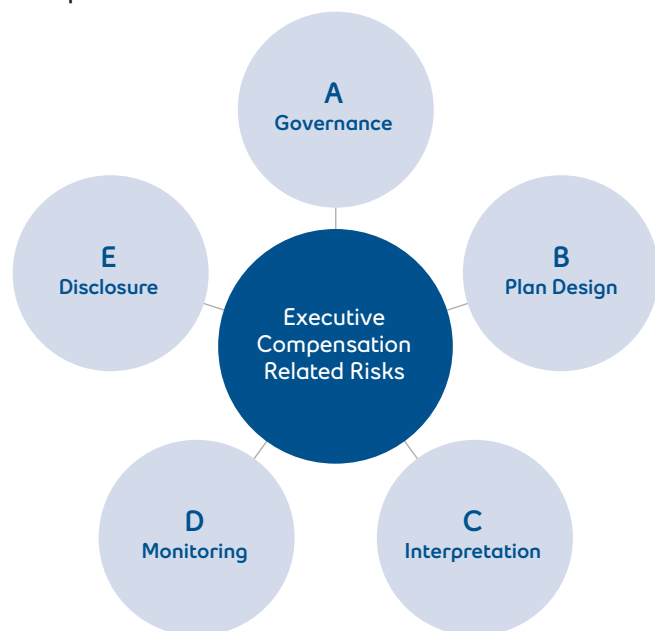 A
Governance
B
Plan Design
C
Interpretation
D
Monitoring
E
Disclosure
Executive
Compensation
Related Risks